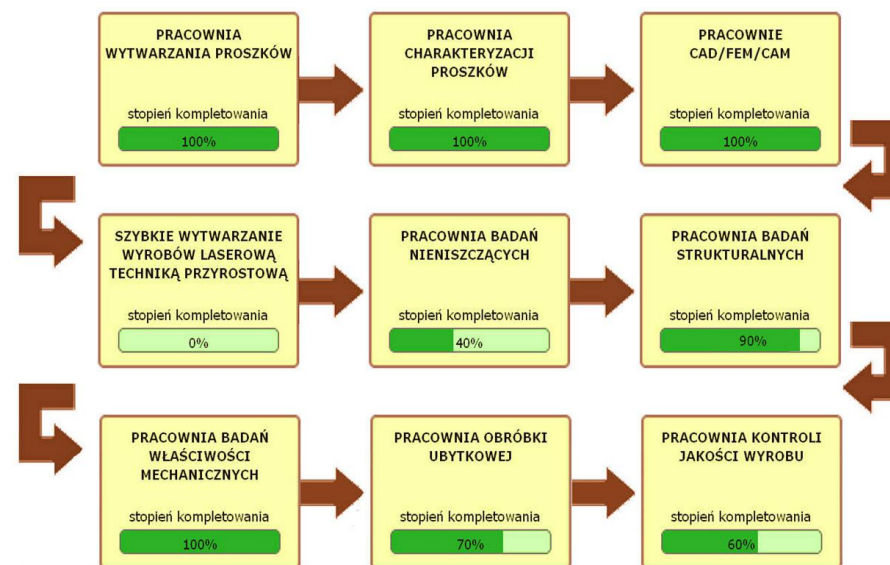 PRACOWNIA
WYTWARZANIA PROSZKÓW
stopień kompletowania
100%
PRACOWNIA
CHARAKTERYZACJI
PROSZKÓW
stopień kompletowania
100%
PRACOWNIE
CAD/FEM/CAM
stopień kompletowania
100%
SZYBKIE WYTWARZANIE
WYROBÓW LASEROWĄ
TECHNIKĄ PRZYROSTOWĄ
stopień kompletowania
0%
PRACOWNIA BADAŃ
NIENISZCZĄCYCH
stopień kompletowania
40%
PRACOWNIA BADAŃ
STRUKTURALNYCH
stopień kompletowania
90%
PRACOWNIA BADAŃ
WŁAŚCIWOŚCI
MECHANICZNYCH
stopień kompletowania
100%
PRACOWNIA OBRÓBKI
UBYTKOWEJ
stopień kompletowania
70%
PRACOWNIA KONTROLI
JAKOŚCI WYROBU
stopień kompletowania
60%